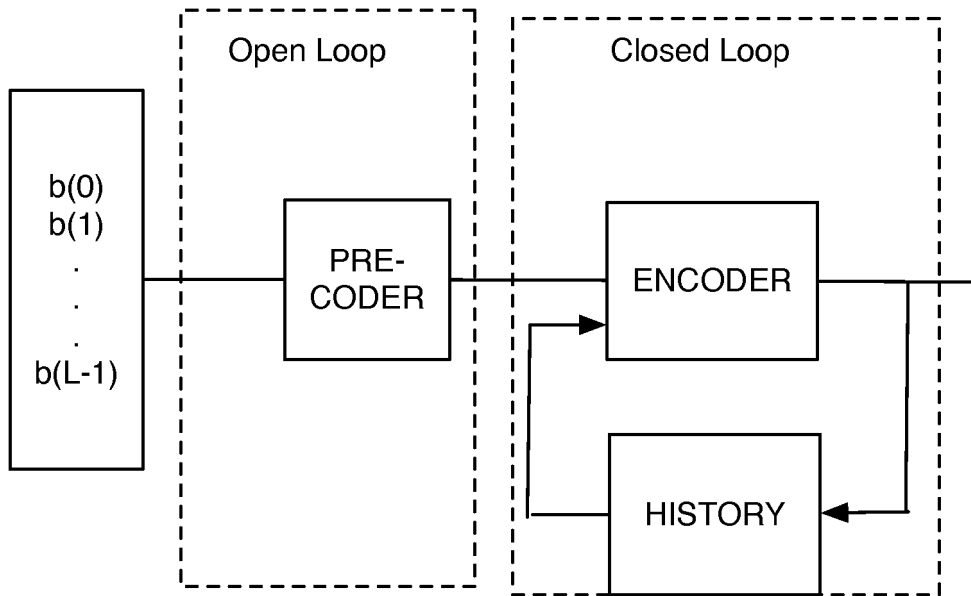 Open Loop
Closed Loop
b(0)
b(1)
.
.
.
b(L-1)
PRE-
CODER
ENCODER
HISTORY